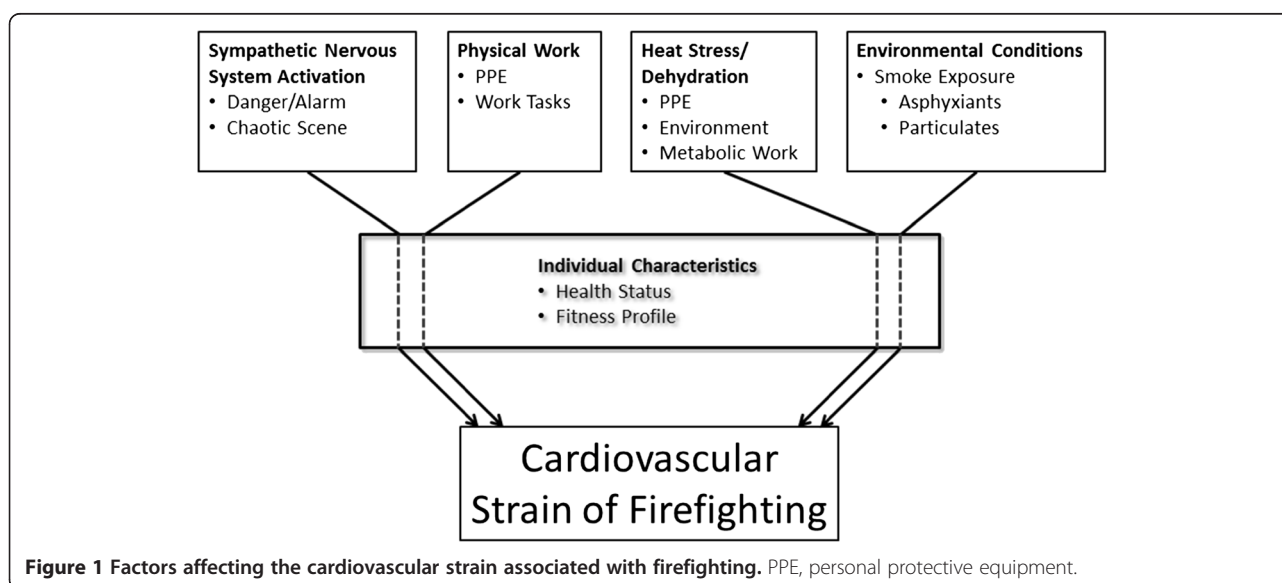 Sympathetic Nervous
System Activation
• Danger/Alarm
• Chaotic Scene
Physical Work
• PPE
• Work Tasks
Heat Stress/
Dehydration
• PPE
• Environment
• Metabolic Work
Environmental Conditions
• Smoke Exposure
• Asphyxiants
• Particulates
Individual Characteristics
• Health Status
• Fitness Profile
Cardiovascular
Strain of Firefighting
Figure 1 Factors affecting the cardiovascular strain associated with firefighting. PPE, personal protective equipment.